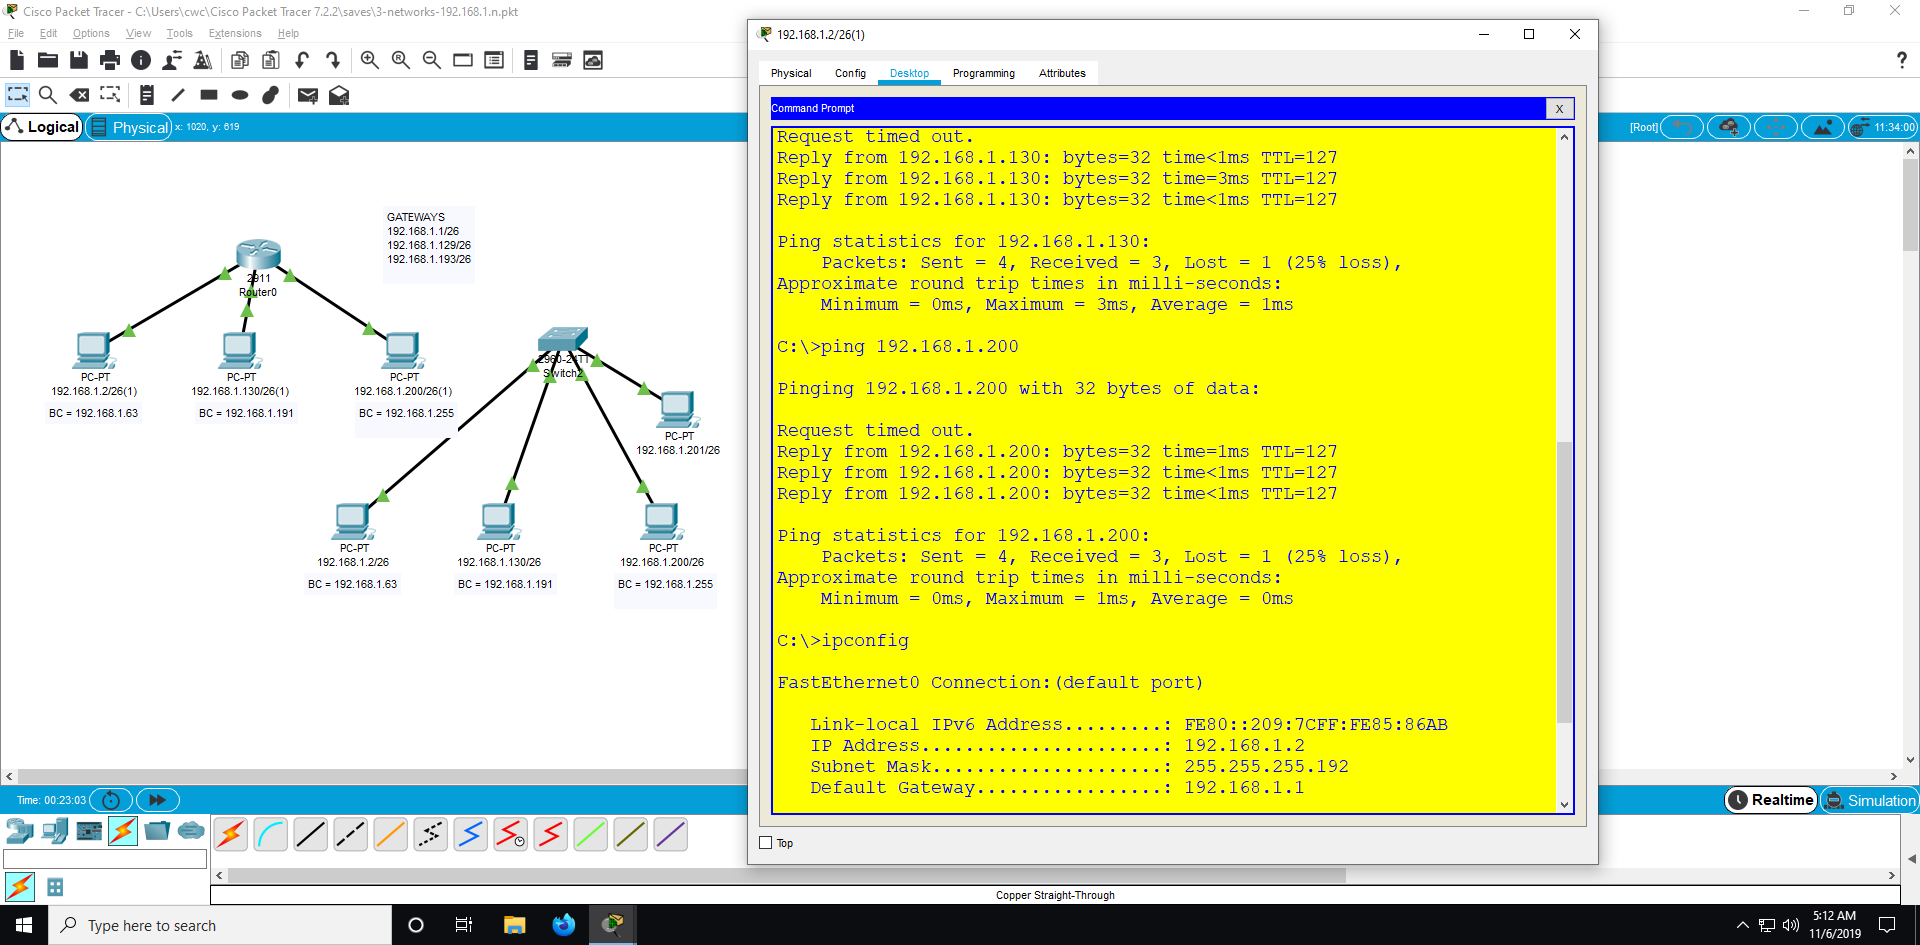 Cisco Packet Tracer - C:\Users\cwc\Cisco Packet Tracer 7.2.2\saves\3-networks-192.168.1.n.pkt
File Edit Options View Tools Extensions Help
?
Logical
Physical
x: 1020, y: 619
[Root]
11:34:00
GATEWAYS
192.168.1.1/26
192.168.1.129/26
192.168.1.193/26
2911
Router0
PC-PT
192.168.1.2/26(1)
BC = 192.168.1.63
PC-PT
192.168.1.130/26(1)
BC = 192.168.1.191
PC-PT
192.168.1.200/26(1)
BC = 192.168.1.255
2960-24TT
Switch2
PC-PT
192.168.1.201/26
PC-PT
192.168.1.2/26
BC = 192.168.1.63
PC-PT
192.168.1.130/26
BC = 192.168.1.191
PC-PT
192.168.1.200/26
BC = 192.168.1.255
192.168.1.2/26(1)
Physical Config Desktop Programming Attributes
Command Prompt
X
Request timed out.
Reply from 192.168.1.130: bytes=32 time<1ms TTL=127
Reply from 192.168.1.130: bytes=32 time=3ms TTL=127
Reply from 192.168.1.130: bytes=32 time<1ms TTL=127
Ping statistics for 192.168.1.130:
Packets: Sent = 4, Received = 3, Lost = 1 (25% loss),
Approximate round trip times in milli-seconds:
Minimum = 0ms, Maximum = 3ms, Average = 1ms
C:\>ping 192.168.1.200
Pinging 192.168.1.200 with 32 bytes of data:
Request timed out.
Reply from 192.168.1.200: bytes=32 time=1ms TTL=127
Reply from 192.168.1.200: bytes=32 time<1ms TTL=127
Reply from 192.168.1.200: bytes=32 time<1ms TTL=127
Ping statistics for 192.168.1.200:
Packets: Sent = 4, Received = 3, Lost = 1 (25% loss),
Approximate round trip times in milli-seconds:
Minimum = 0ms, Maximum = 1ms, Average = 0ms
C:\>ipconfig
FastEthernet0 Connection:(default port)
Link-local IPv6 Address.........: FE80::209:7CFF:FE85:86AB
IP Address......................: 192.168.1.2
Subnet Mask.....................: 255.255.255.192
Default Gateway.................: 192.168.1.1
Top
Time: 00:23:03
Realtime
Simulation
Copper Straight-Through
Type here to search
5:12 AM
11/6/2019